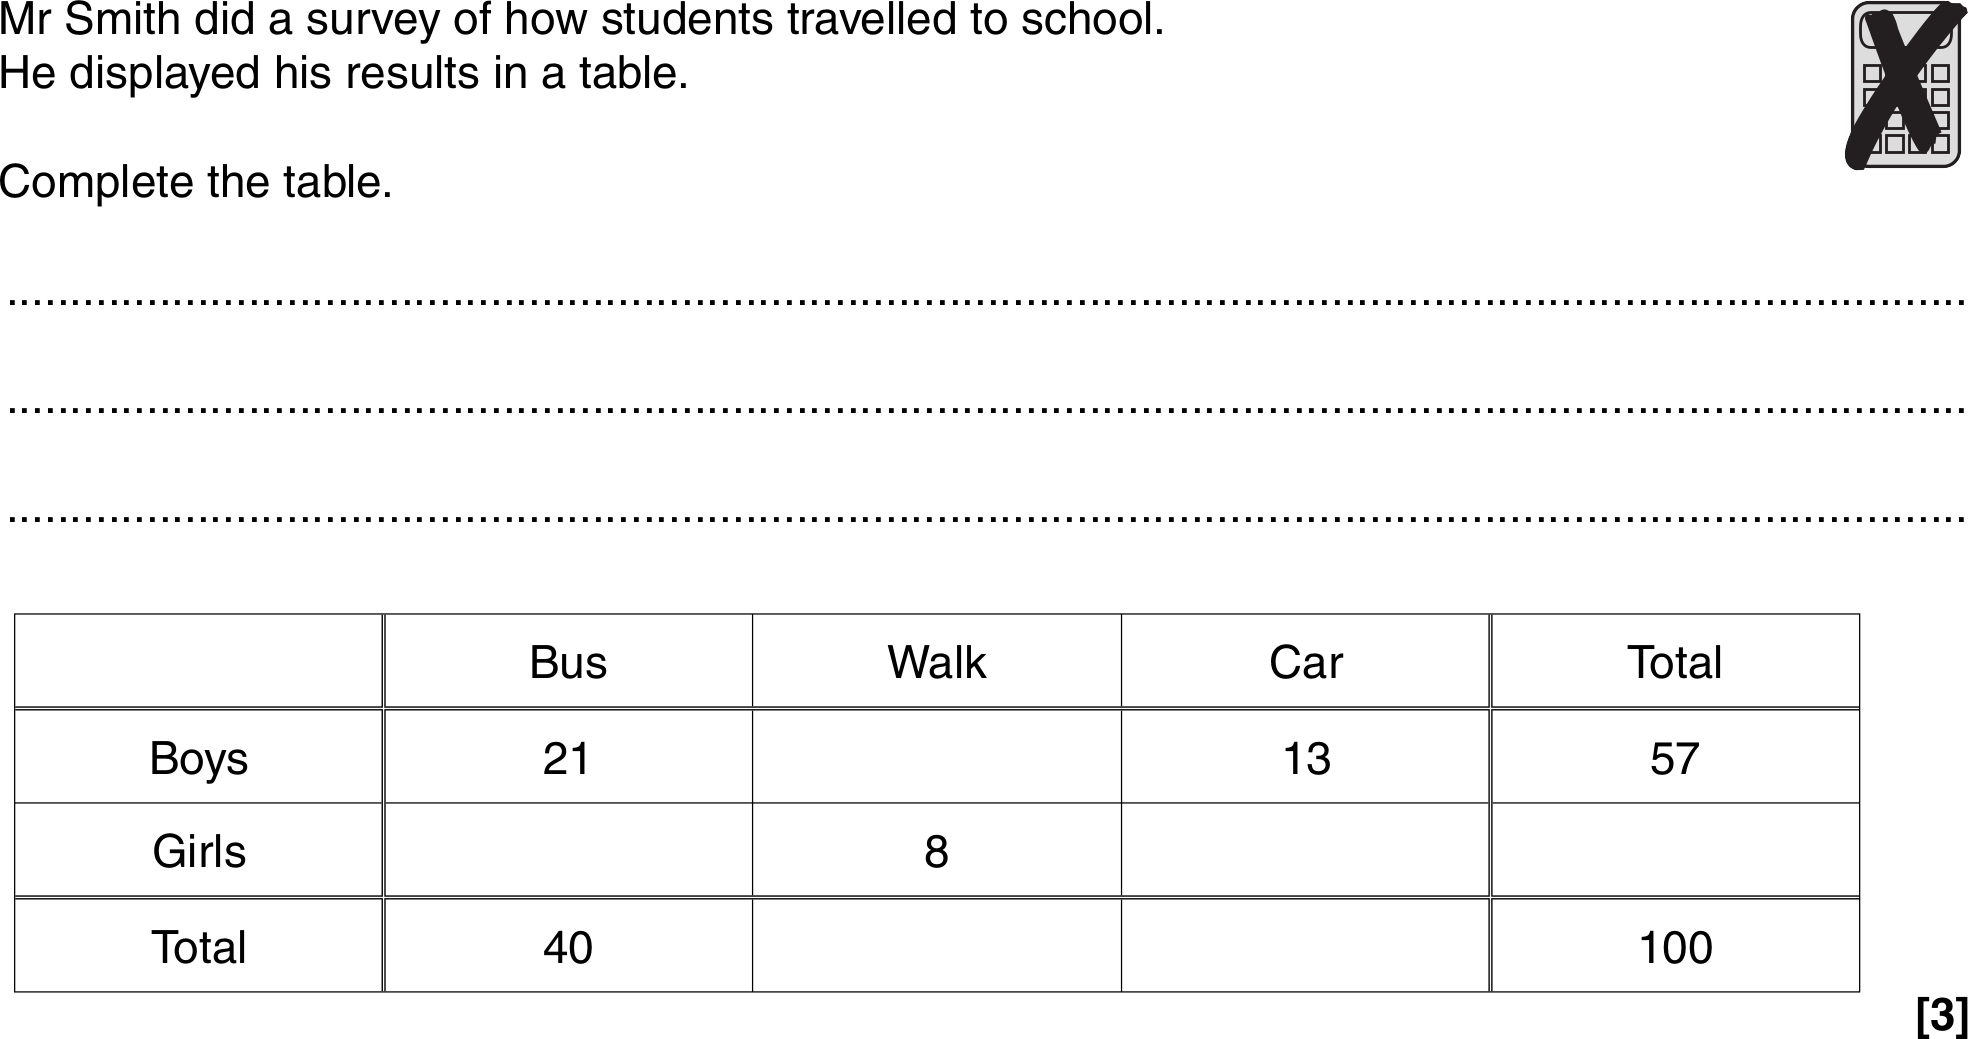 Mr Smith did a survey of how students travelled to school.
He displayed his results in a table.
Complete the table.
Bus Walk Car Total
Boys 21 13 57
Girls 8
Total 40 100
[3]